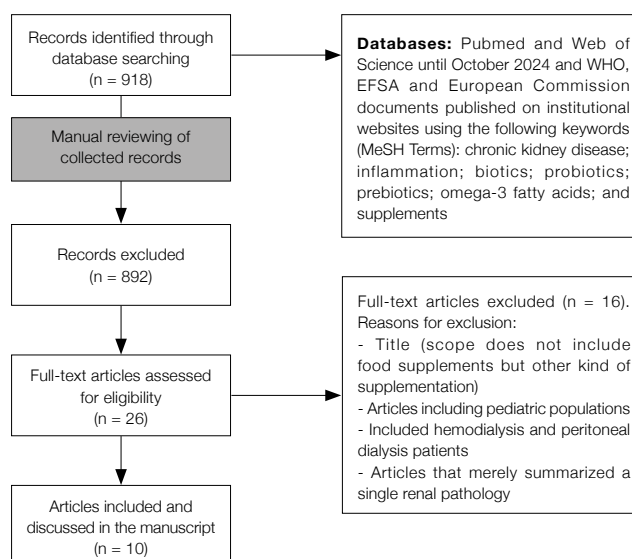 Records identified through
database searching
(n = 918)
Databases: Pubmed and Web of
Science until October 2024 and WHO,
EFSA and European Commission
documents published on institutional
websites using the following keywords
(MeSH Terms): chronic kidney disease;
inflammation; biotics; probiotics;
prebiotics; omega-3 fatty acids; and
supplements
Manual reviewing of
collected records
Records excluded
(n = 892)
Full-text articles assessed
for eligibility
(n = 26)
Full-text articles excluded (n = 16).
Reasons for exclusion:
- Title (scope does not include
food supplements but other kind of
supplementation)
- Articles including pediatric populations
- Included hemodialysis and peritoneal
dialysis patients
- Articles that merely summarized a
single renal pathology
Articles included and
discussed in the manuscript
(n = 10)